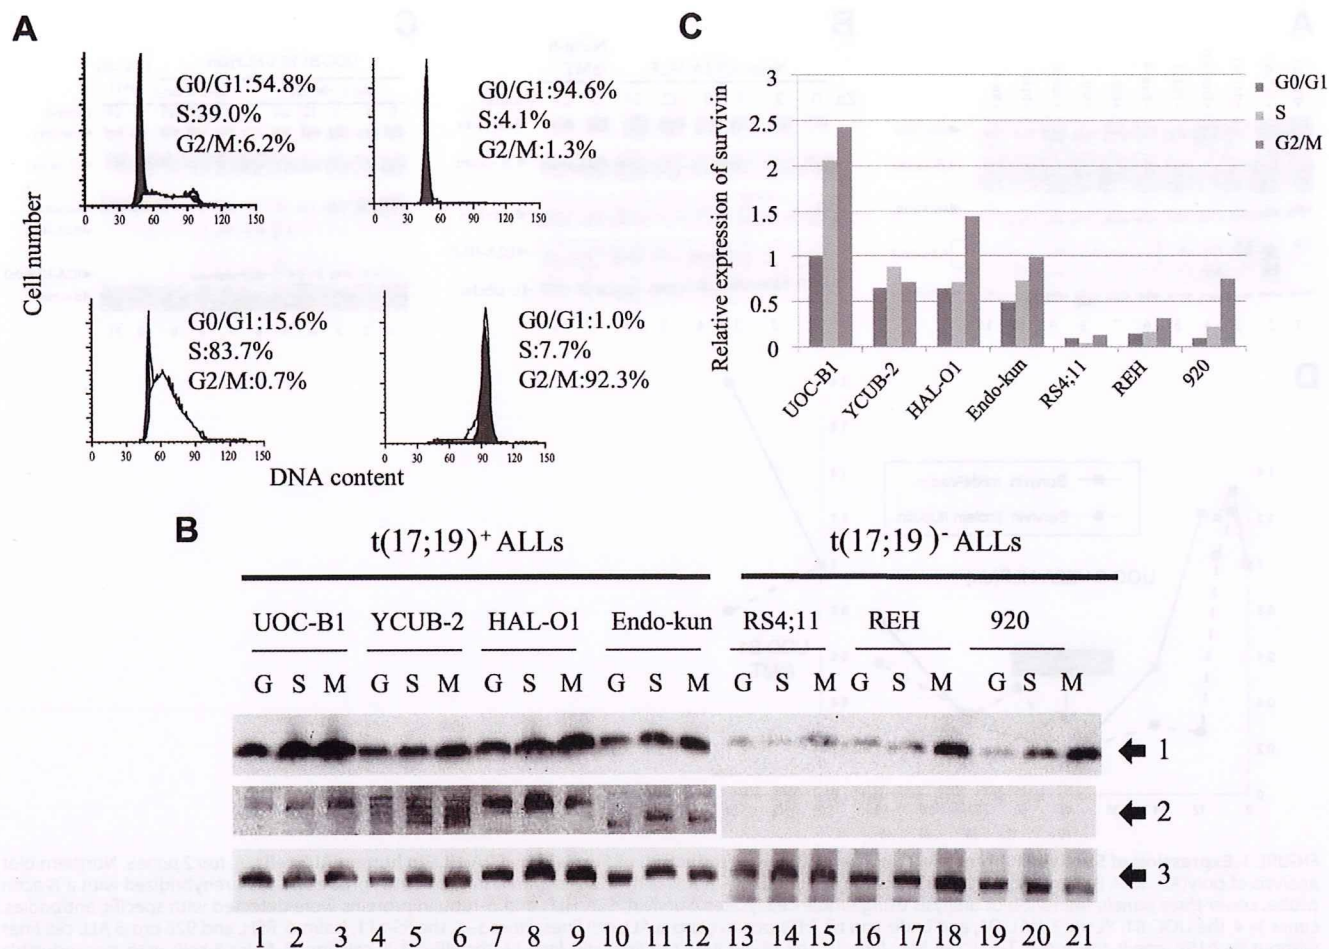 A
G0/G1:54.8%
S:39.0%
G2/M:6.2%
0 30 60 90 120 150
G0/G1:94.6%
S:4.1%
G2/M:1.3%
0 30 60 90 120 150
Cell number
G0/G1:15.6%
S:83.7%
G2/M:0.7%
0 30 60 90 120 150
G0/G1:1.0%
S:7.7%
G2/M:92.3%
0 30 60 90 120 150
DNA content
C
Relative expression of survivin
3
2.5
2
1.5
1
0.5
0
UOC-B1 YCUB-2 HAL-O1 Endo-kun RS4;11 REH 920
G0/G1
S
G2/M
B
t(17;19)+ ALLs t(17;19)- ALLs
UOC-B1 YCUB-2 HAL-O1 Endo-kun RS4;11 REH 920
G S M G S M G S M G S M G S M G S M G S M
1
2
3
1 2 3 4 5 6 7 8 9 10 11 12 13 14 15 16 17 18 19 20 21